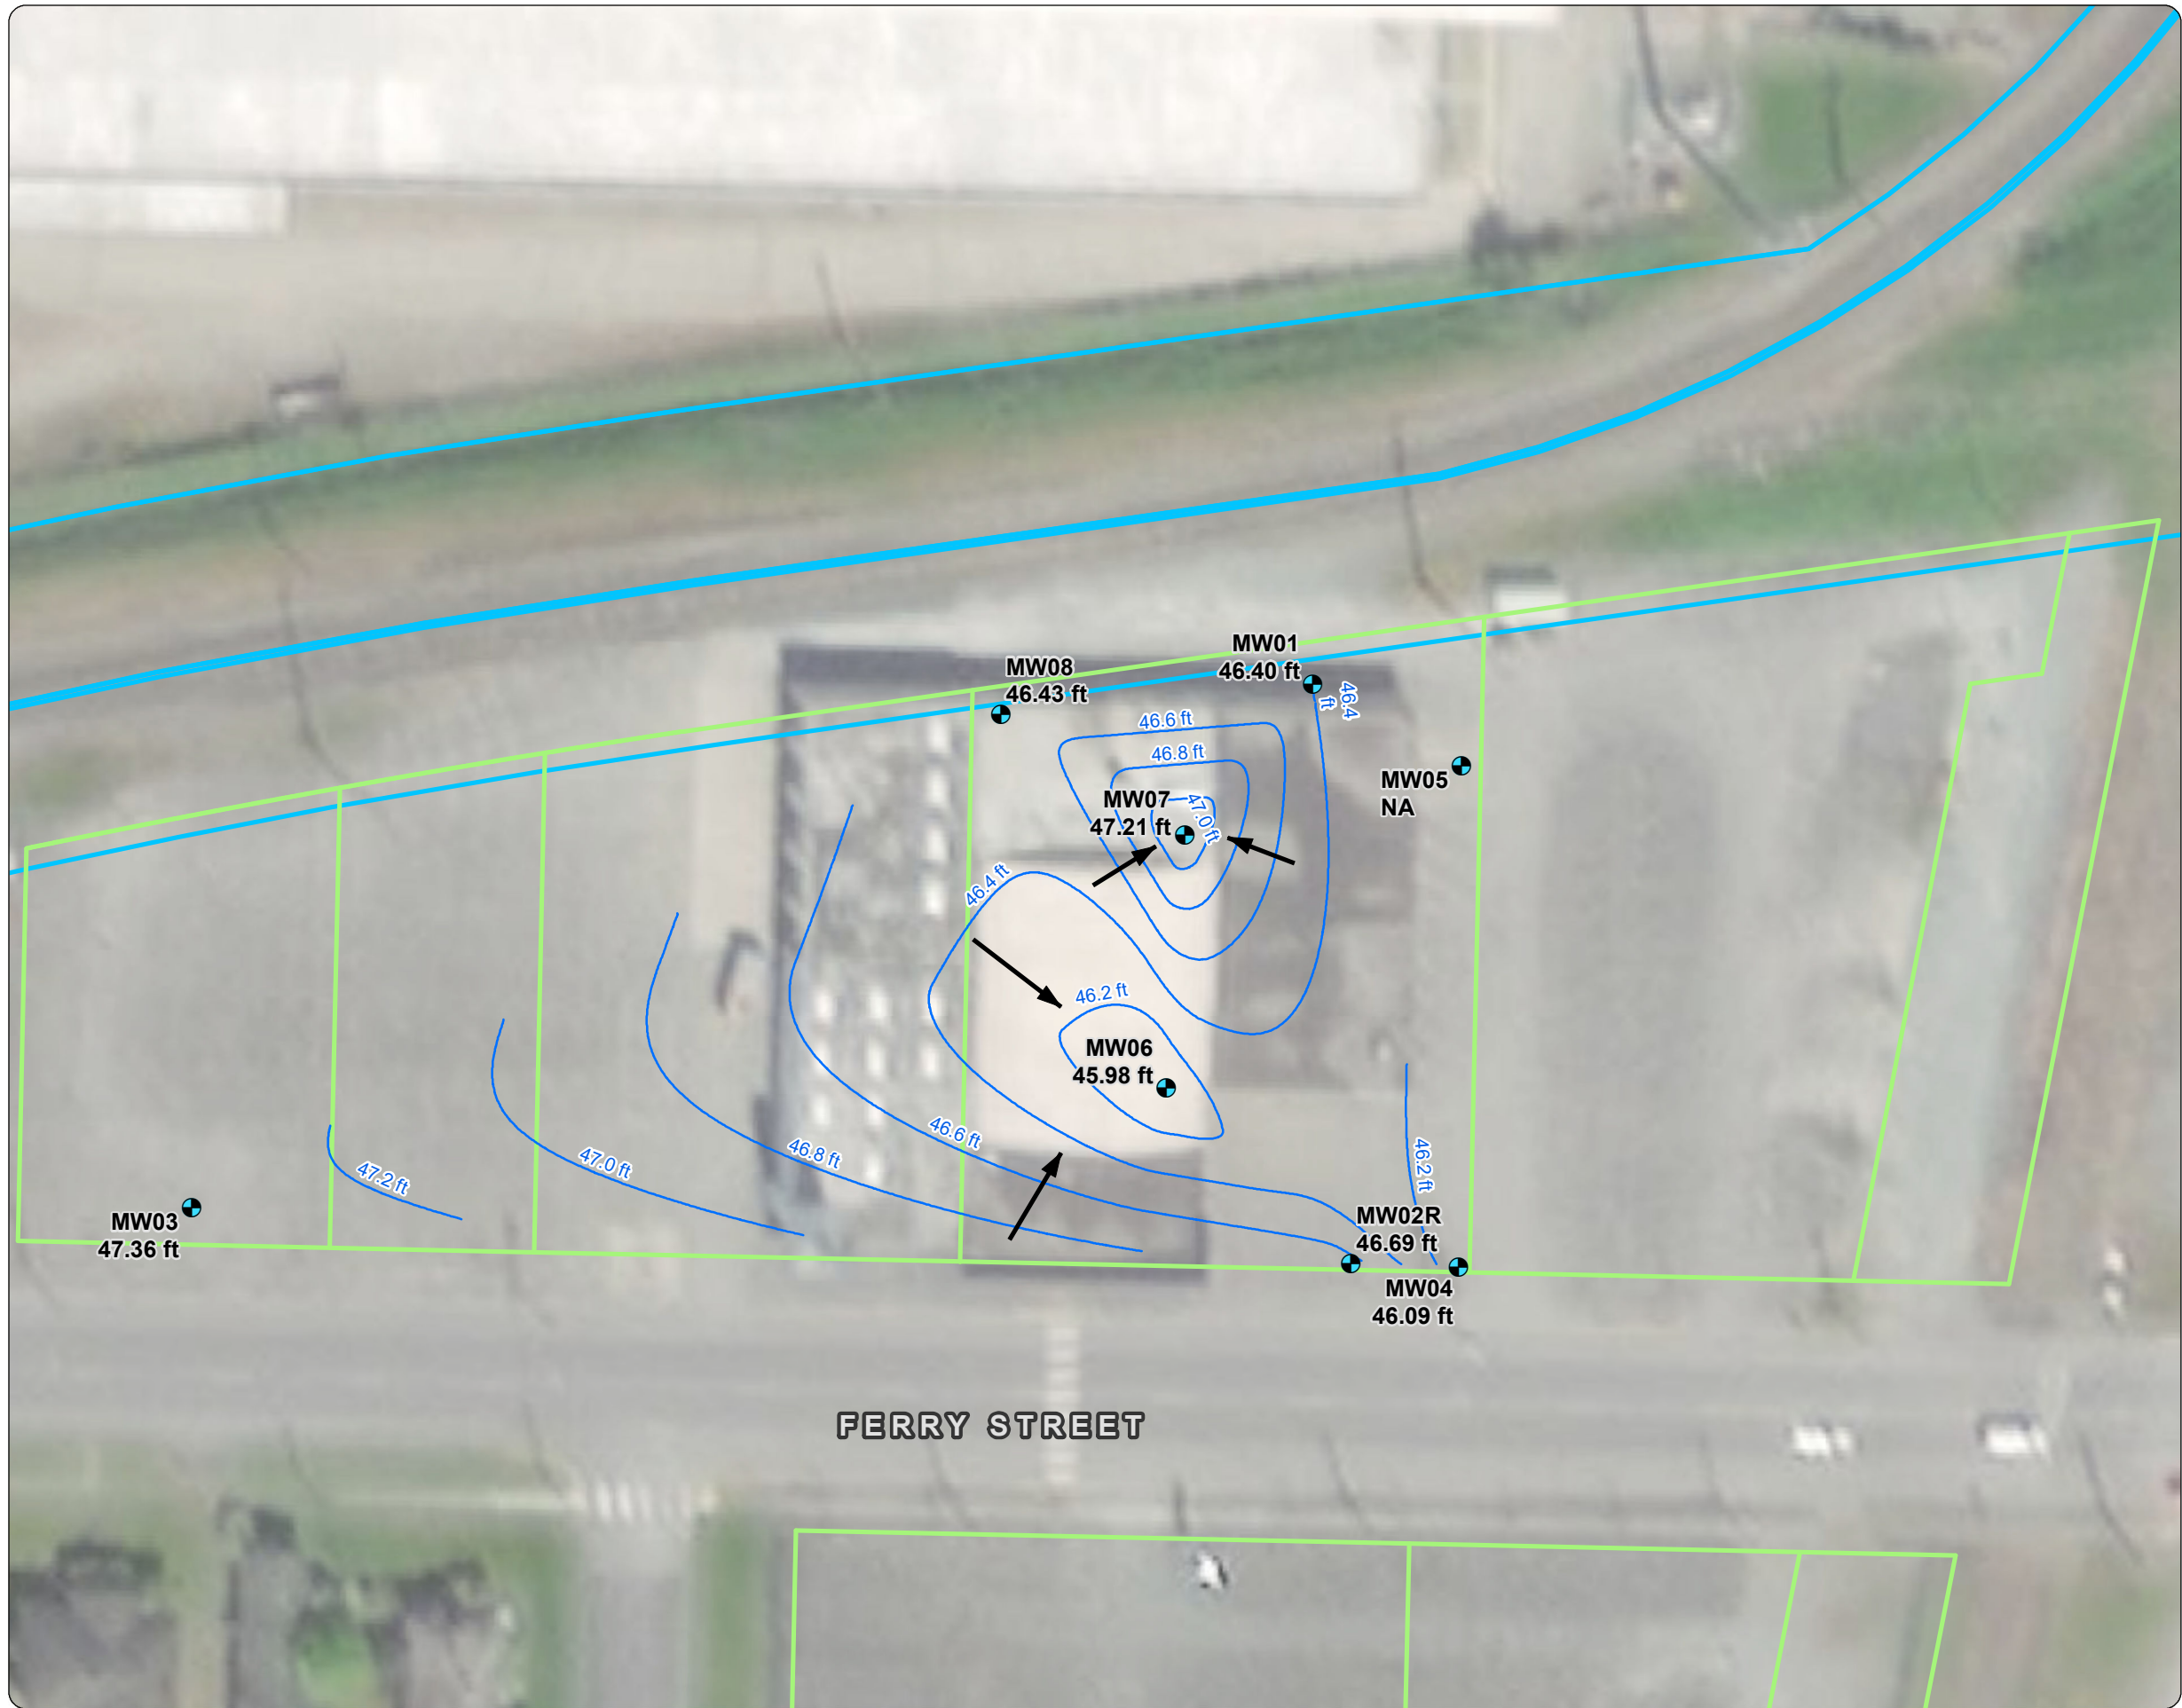 MW01
46.40 ft
MW08
46.43 ft
46.4
ft
46.6 ft
46.8 ft
MW05
NA
MW07
47.21 ft
47.0 ft
46.4 ft
46.2 ft
MW06
45.98 ft
46.6 ft
46.8 ft
47.0 ft
47.2 ft
46.2 ft
MW03
47.36 ft
MW02R
46.69 ft
MW04
46.09 ft
FERRY STREET